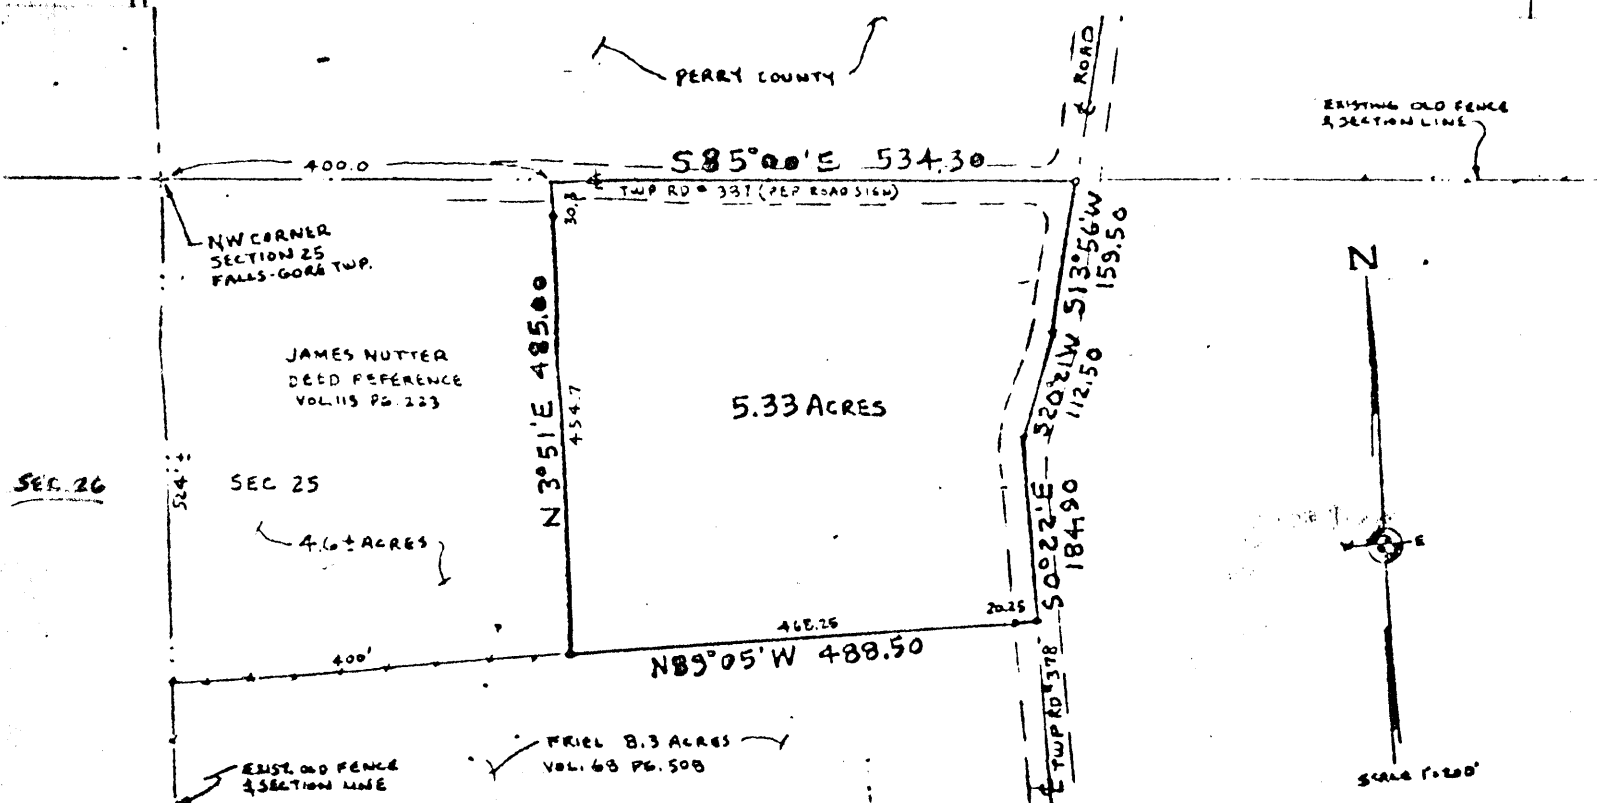 PERRY COUNTY
℄ ROAD
EXISTING OLD FENCE
& SECTION LINE
400.0
S85°00'E 534.30
TWP RD # 337 (PER ROAD SIGN)
30.3
NW CORNER
SECTION 25
FALLS-GORE TWP.
S13°56'W
159.50
N
JAMES NUTTER
DEED REFERENCE
VOL. 113 PG. 223
N 3°51'E 485.00
454.7
5.33 ACRES
S20°21'W
112.50
SEC. 26
524.±
SEC 25
4.6± ACRES
S0°22'E
184.90
W
E
20.25
468.25
N89°05'W 488.50
400'
℄ TWP RD #378
FRIEL 8.3 ACRES
VOL. 68 PG. 508
EXIST. OLD FENCE
& SECTION LINE
SCALE 1"=200'